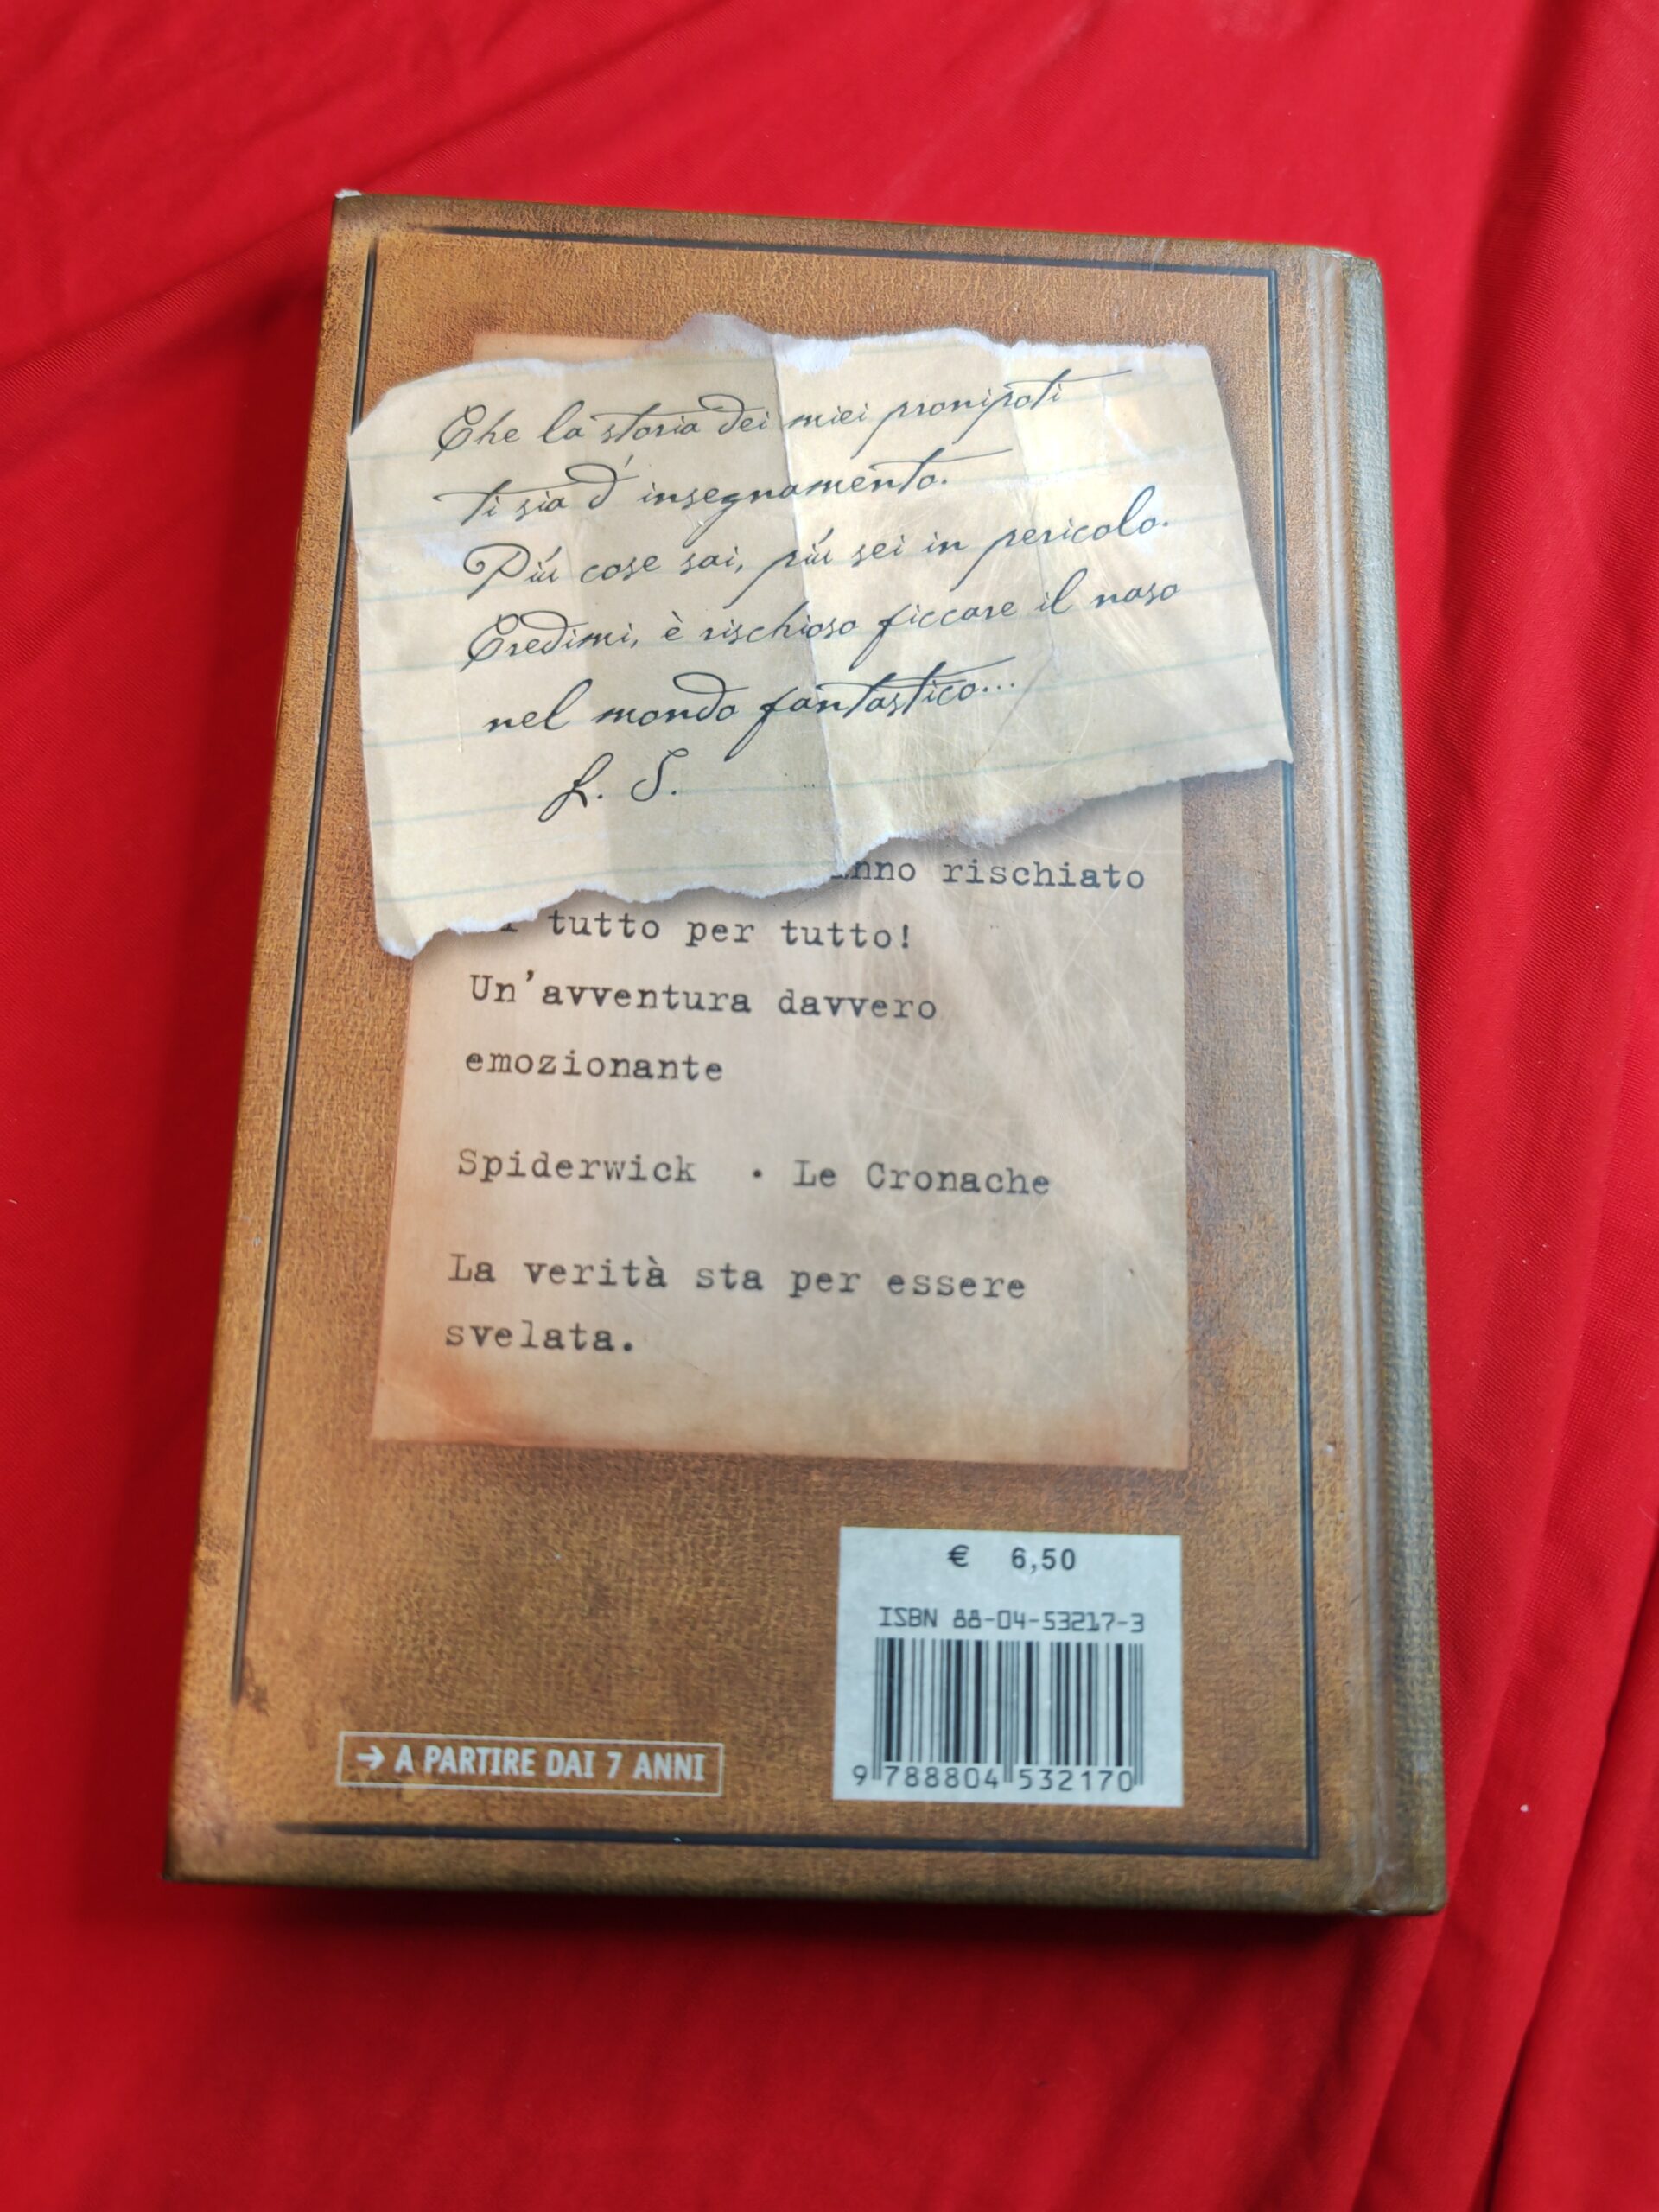 Che la storia dei miei pronipoti
ti sia d'insegnamento.
Più cose sai, più sei in pericolo.
Credimi, è rischioso ficcare il naso
nel mondo fantastico...
L. S.
rischiato
tutto per tutto!
Un'avventura davvero
emozionante
Spiderwick • Le Cronache
La verità sta per essere
svelata.
€ 6,50
ISBN 88-04-53217-3
9 788804 532170
→ A PARTIRE DAI 7 ANNI